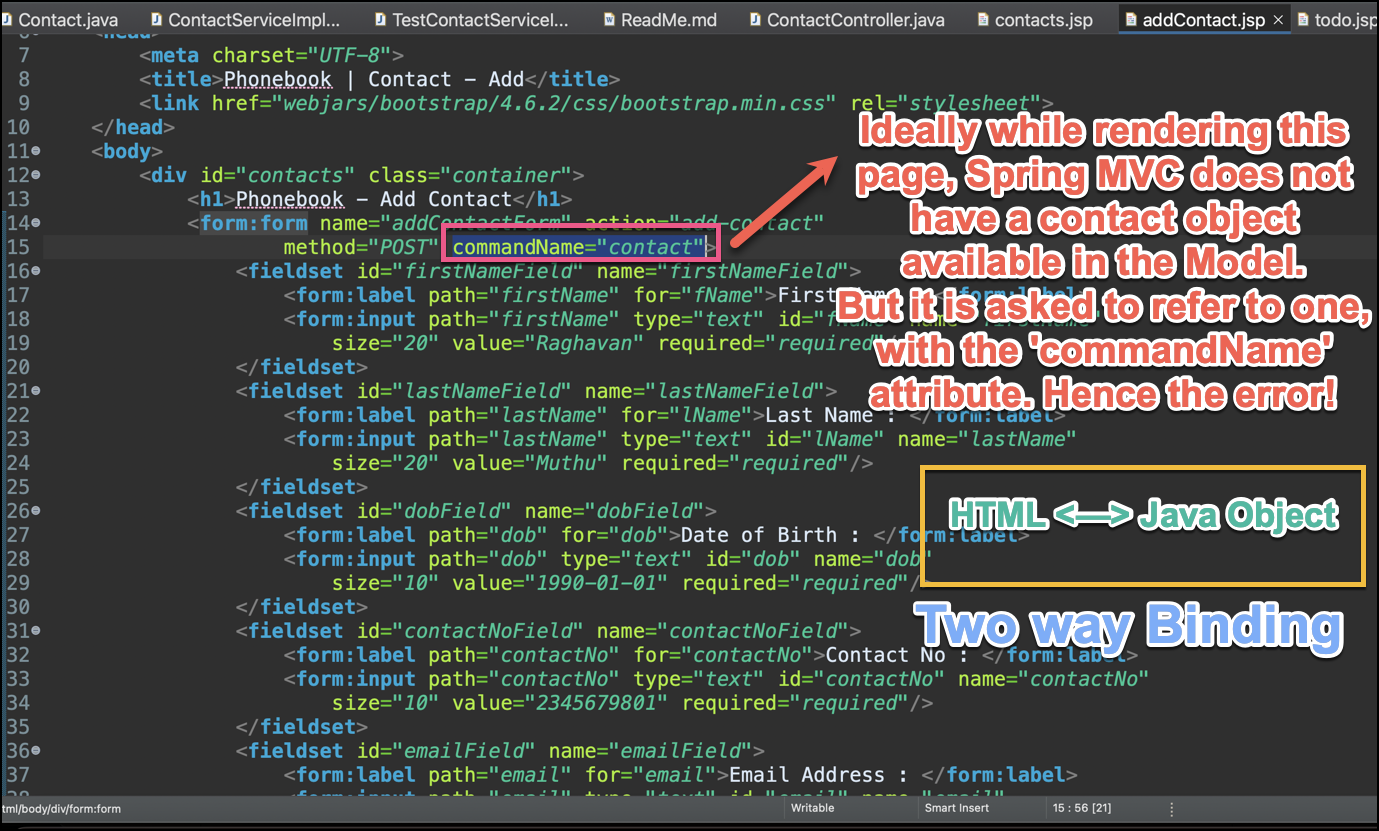 Contact.java ContactServiceImpl... TestContactServiceI... ReadMe.md ContactController.java contacts.jsp addContact.jsp × todo.jsp
<head>
7 <meta charset="UTF-8">
8 <title>Phonebook | Contact - Add</title>
9 <link href="webjars/bootstrap/4.6.2/css/bootstrap.min.css" rel="stylesheet">
10 </head>
11 <body>
12 <div id="contacts" class="container">
13 <h1>Phonebook - Add Contact</h1>
14 <form:form name="addContactForm" action="add-contact"
15 method="POST" commandName="contact">
16 <fieldset id="firstNameField" name="firstNameField">
17 <form:label path="firstName" for="fName">First
18 <form:input path="firstName" type="text" id="fName"
19 size="20" value="Raghavan" required="required"/>
20 </fieldset>
21 <fieldset id="lastNameField" name="lastNameField">
22 <form:label path="lastName" for="lName">Last Name : </form:label>
23 <form:input path="lastName" type="text" id="lName" name="lastName"
24 size="20" value="Muthu" required="required"/>
25 </fieldset>
26 <fieldset id="dobField" name="dobField">
27 <form:label path="dob" for="dob">Date of Birth : </form:label>
28 <form:input path="dob" type="text" id="dob" name="dob"
29 size="10" value="1990-01-01" required="required"/>
30 </fieldset>
31 <fieldset id="contactNoField" name="contactNoField">
32 <form:label path="contactNo" for="contactNo">Contact No : </form:label>
33 <form:input path="contactNo" type="text" id="contactNo" name="contactNo"
34 size="10" value="2345679801" required="required"/>
35 </fieldset>
36 <fieldset id="emailField" name="emailField">
37 <form:label path="email" for="email">Email Address : </form:label>
<form:input path="email" type="text" id="email" name="email"
Ideally while rendering this
page, Spring MVC does not
have a contact object
available in the Model.
But it is asked to refer to one,
with the 'commandName'
attribute. Hence the error!
HTML <—> Java Object
Two way Binding
tml/body/div/form:form Writable Smart Insert 15 : 56 [21]